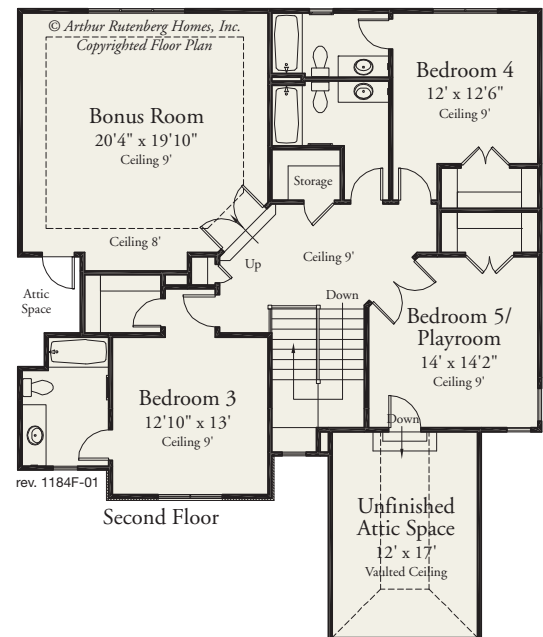 © Arthur Rutenberg Homes, Inc.
Copyrighted Floor Plan
Bonus Room
20'4" x 19'10"
Ceiling 9'
Ceiling 8'
Bedroom 4
12' x 12'6"
Ceiling 9'
Storage
Up
Ceiling 9'
Down
Attic
Space
Bedroom 5/
Playroom
14' x 14'2"
Ceiling 9'
Down
Bedroom 3
12'10" x 13'
Ceiling 9'
rev. 1184F-01
Second Floor
Unfinished
Attic Space
12' x 17'
Vaulted Ceiling